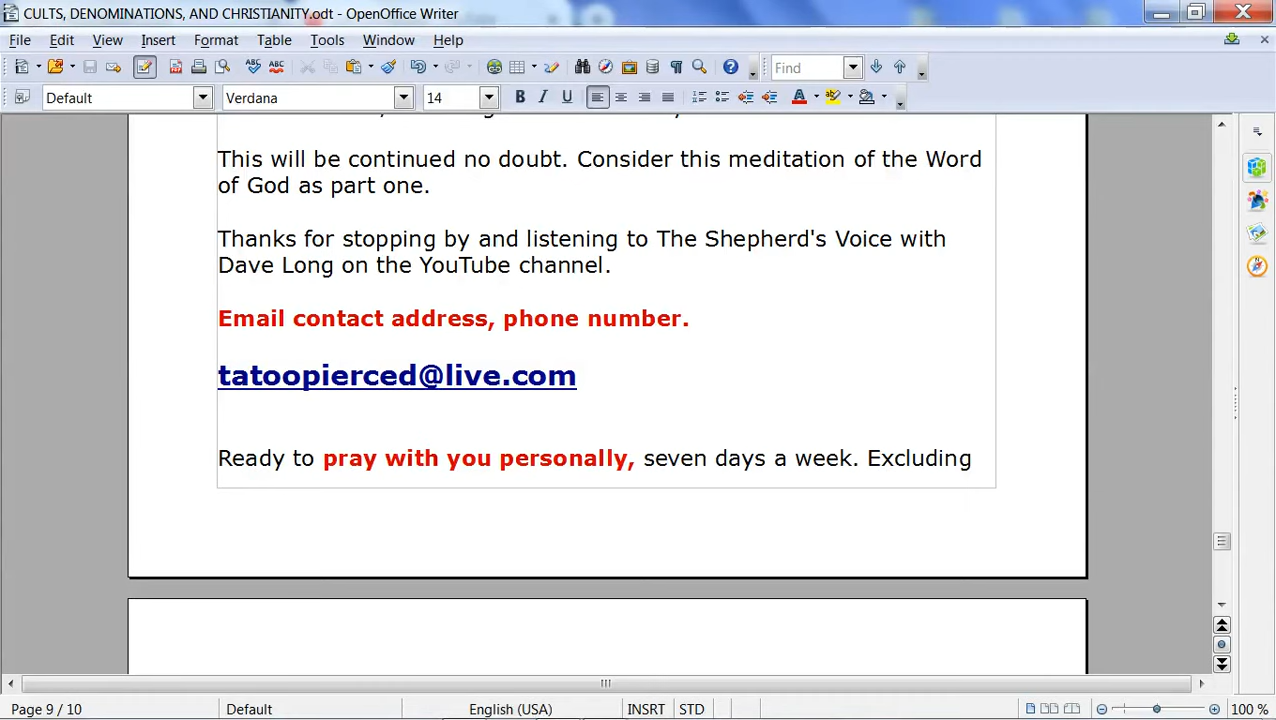 CULTS, DENOMINATIONS, AND CHRISTIANITY.odt - OpenOffice Writer
File Edit View Insert Format Table Tools Window Help
Find
Default Verdana 14
This will be continued no doubt. Consider this meditation of the Word
of God as part one.
Thanks for stopping by and listening to The Shepherd's Voice with
Dave Long on the YouTube channel.
Email contact address, phone number.
tatoopierced@live.com
Ready to pray with you personally, seven days a week. Excluding
Page 9 / 10 Default English (USA) INSRT STD 100 %